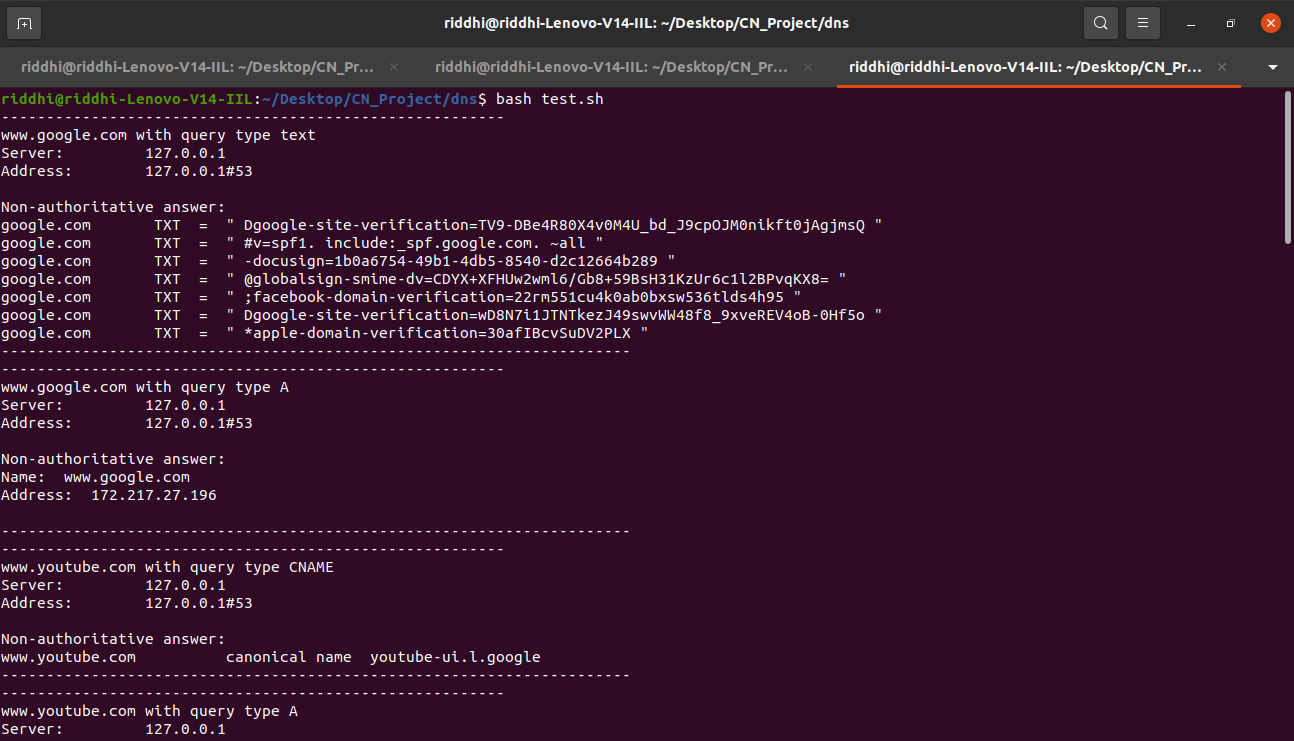 riddhi@riddhi-Lenovo-V14-IIL: ~/Desktop/CN_Project/dns
riddhi@riddhi-Lenovo-V14-IIL: ~/Desktop/CN_Pr...
riddhi@riddhi-Lenovo-V14-IIL: ~/Desktop/CN_Pr...
riddhi@riddhi-Lenovo-V14-IIL: ~/Desktop/CN_Pr...
riddhi@riddhi-Lenovo-V14-IIL:~/Desktop/CN_Project/dns$ bash test.sh
--------------------------------------------------------
www.google.com with query type text
Server:         127.0.0.1
Address:        127.0.0.1#53
Non-authoritative answer:
google.com       TXT  =  " Dgoogle-site-verification=TV9-DBe4R80X4v0M4U_bd_J9cpOJM0nikft0jAgjmsQ "
google.com       TXT  =  " #v=spf1. include:_spf.google.com. ~all "
google.com       TXT  =  " -docusign=1b0a6754-49b1-4db5-8540-d2c12664b289 "
google.com       TXT  =  " @globalsign-smime-dv=CDYX+XFHUw2wml6/Gb8+59BsH31KzUr6c1l2BPvqKX8= "
google.com       TXT  =  " ;facebook-domain-verification=22rm551cu4k0ab0bxsw536tlds4h95 "
google.com       TXT  =  " Dgoogle-site-verification=wD8N7i1JTNTkezJ49swvWW48f8_9xveREV4oB-0Hf5o "
google.com       TXT  =  " *apple-domain-verification=30afIBcvSuDV2PLX "
----------------------------------------------------------------------
--------------------------------------------------------
www.google.com with query type A
Server:         127.0.0.1
Address:        127.0.0.1#53
Non-authoritative answer:
Name:  www.google.com
Address:  172.217.27.196
----------------------------------------------------------------------
--------------------------------------------------------
www.youtube.com with query type CNAME
Server:         127.0.0.1
Address:        127.0.0.1#53
Non-authoritative answer:
www.youtube.com          canonical name  youtube-ui.l.google
----------------------------------------------------------------------
--------------------------------------------------------
www.youtube.com with query type A
Server:         127.0.0.1